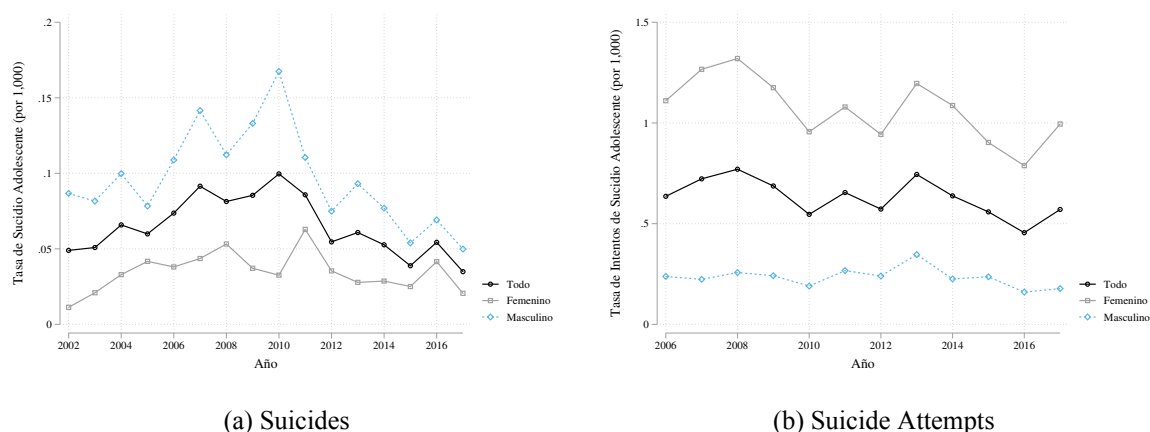 Tasa de Sucidio Adolescente (por 1,000)
.2
.15
.1
.05
0
2002 2004 2006 2008 2010 2012 2014 2016
Año
Todo
Femenino
Masculino
(a) Suicides
Tasa de Intentos de Sucidio Adolescente (por 1,000)
1.5
1
.5
0
2006 2008 2010 2012 2014 2016
Año
Todo
Femenino
Masculino
(b) Suicide Attempts